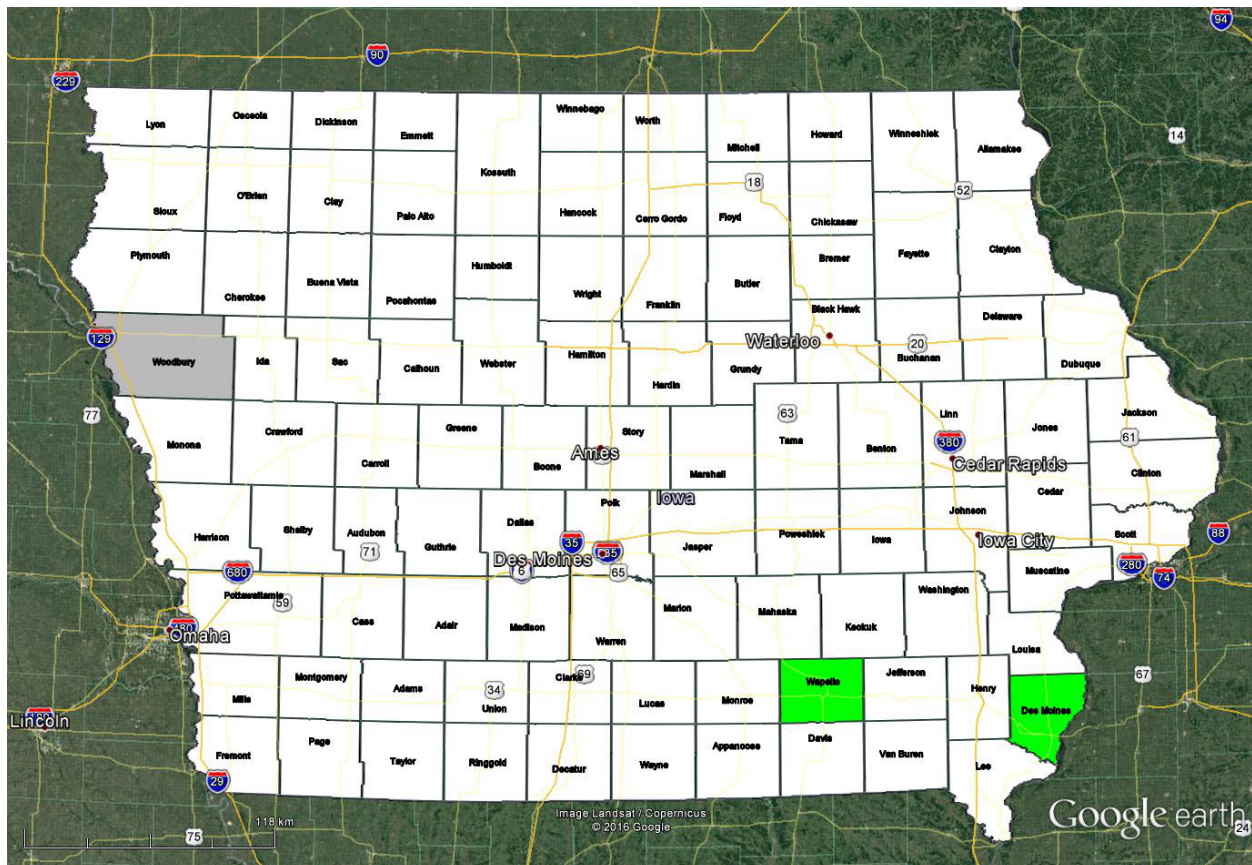 90
94
229
Lyon
Osceola
Dickinson
Emmett
Winnebago
Worth
Mitchell
Howard
Winneshiek
Allamakee
14
Kossuth
18
52
Sioux
O'Brien
Clay
Palo Alto
Hancock
Cerro Gordo
Floyd
Chickasaw
Plymouth
Cherokee
Buena Vista
Pocahontas
Humboldt
Wright
Franklin
Butler
Bremer
Fayette
Clayton
Black Hawk
Delaware
129
Woodbury
Ida
Sac
Calhoun
Webster
Hamilton
Hardin
Grundy
Waterloo
20
Buchanan
Dubuque
77
Monona
Crawford
Carroll
Greene
Boone
Story
Ames
Marshall
63
Tama
Benton
Linn
380
Cedar Rapids
Jones
Jackson
61
Clinton
Harrison
Shelby
Audubon
71
Guthrie
Dallas
Polk
Iowa
35
Des Moines
6
65
Jasper
Poweshiek
Iowa
Johnson
Iowa City
Cedar
Scott
88
280
74
Muscatine
680
Pottawattamie
59
Cass
Adair
Madison
Warren
Marion
Mahaska
Keokuk
Washington
Louisa
Omaha
67
Mills
Montgomery
Adams
34
Union
Clarke
69
Lucas
Monroe
Wapello
Jefferson
Henry
Des Moines
Lincoln
Fremont
Page
Taylor
Ringgold
Decatur
Wayne
Appanoose
Davis
Van Buren
Lee
29
118 km
75
Image Landsat / Copernicus
© 2016 Google
Google earth
24